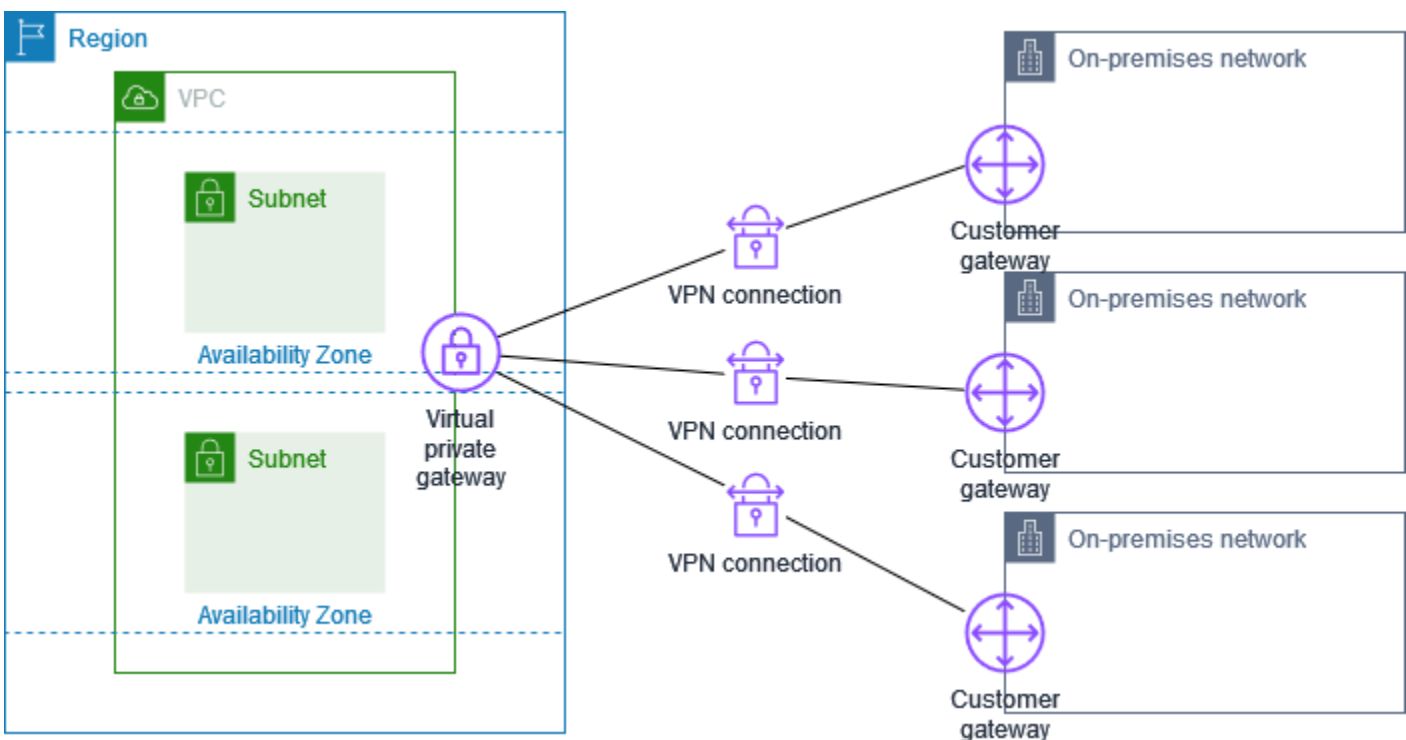 Region
VPC
Subnet
Availability Zone
Subnet
Availability Zone
Virtual
private
gateway
VPN connection
VPN connection
VPN connection
On-premises network
Customer
gateway
On-premises network
Customer
gateway
On-premises network
Customer
gateway